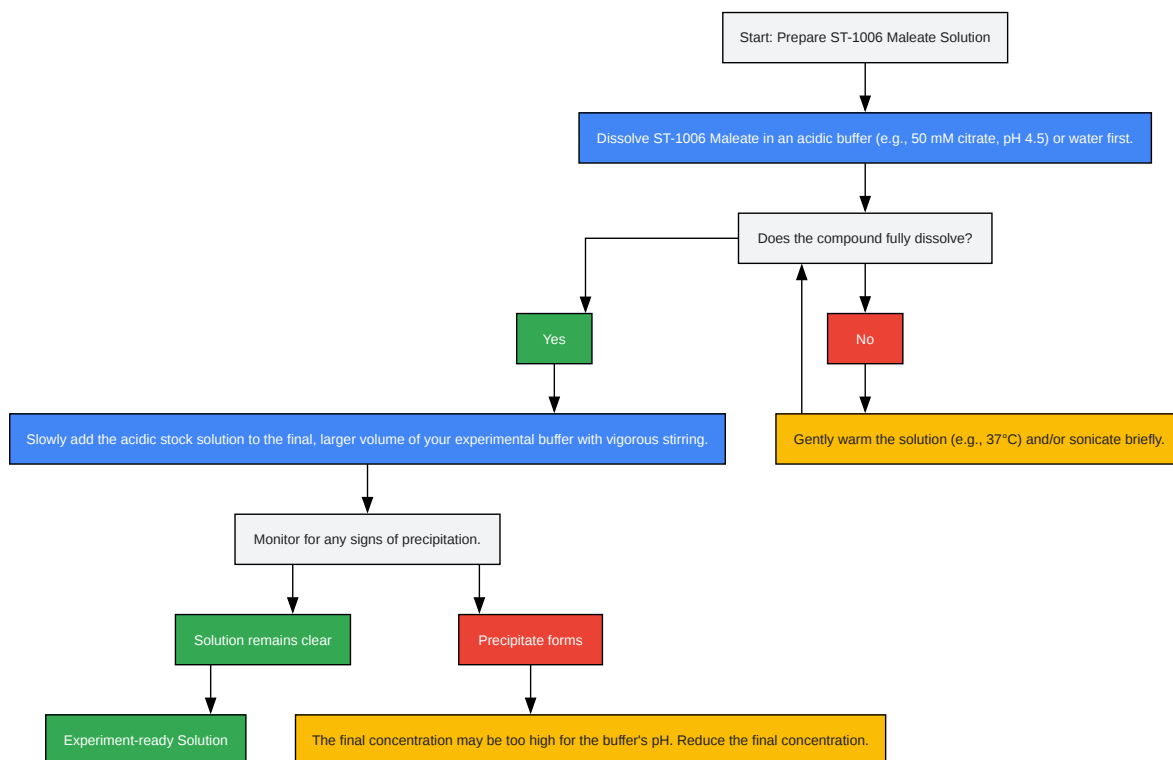 Start: Prepare ST-1006 Maleate Solution
Dissolve ST-1006 Maleate in an acidic buffer (e.g., 50 mM citrate, pH 4.5) or water first.
Does the compound fully dissolve?
Yes
No
Slowly add the acidic stock solution to the final, larger volume of your experimental buffer with vigorous stirring.
Gently warm the solution (e.g., 37°C) and/or sonicate briefly.
Monitor for any signs of precipitation.
Solution remains clear
Precipitate forms
Experiment-ready Solution
The final concentration may be too high for the buffer's pH. Reduce the final concentration.